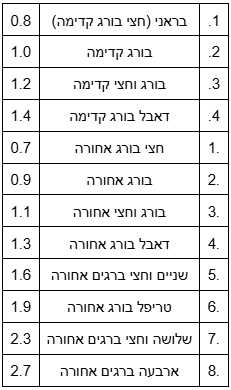 1. בראני (חצי בורג קדימה) 0.8
2. בורג קדימה 1.0
3. בורג וחצי קדימה 1.2
4. דאבל בורג קדימה 1.4
1. חצי בורג אחורה 0.7
2. בורג אחורה 0.9
3. בורג וחצי אחורה 1.1
4. דאבל בורג אחורה 1.3
5. שניים וחצי ברגים אחורה 1.6
6. טריפל בורג אחורה 1.9
7. שלושה וחצי ברגים אחורה 2.3
8. ארבעה ברגים אחורה 2.7